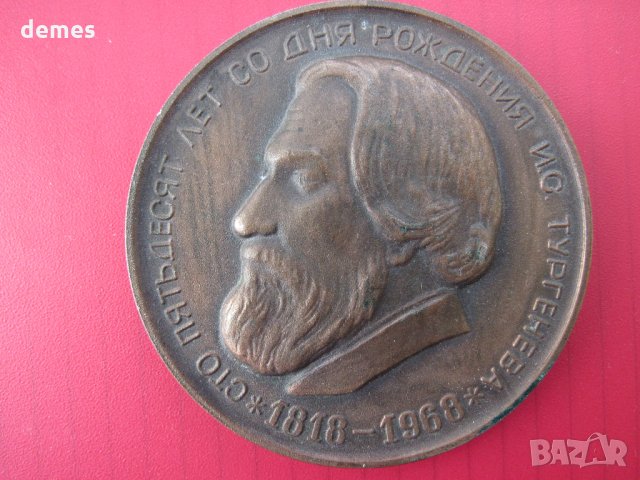 demes
СТО ПЯТЬДЕСЯТ ЛЕТ СО ДНЯ РОЖДЕНИЯ И.С. ТУРГЕНЕВА
*1818-1968*
BAZAR